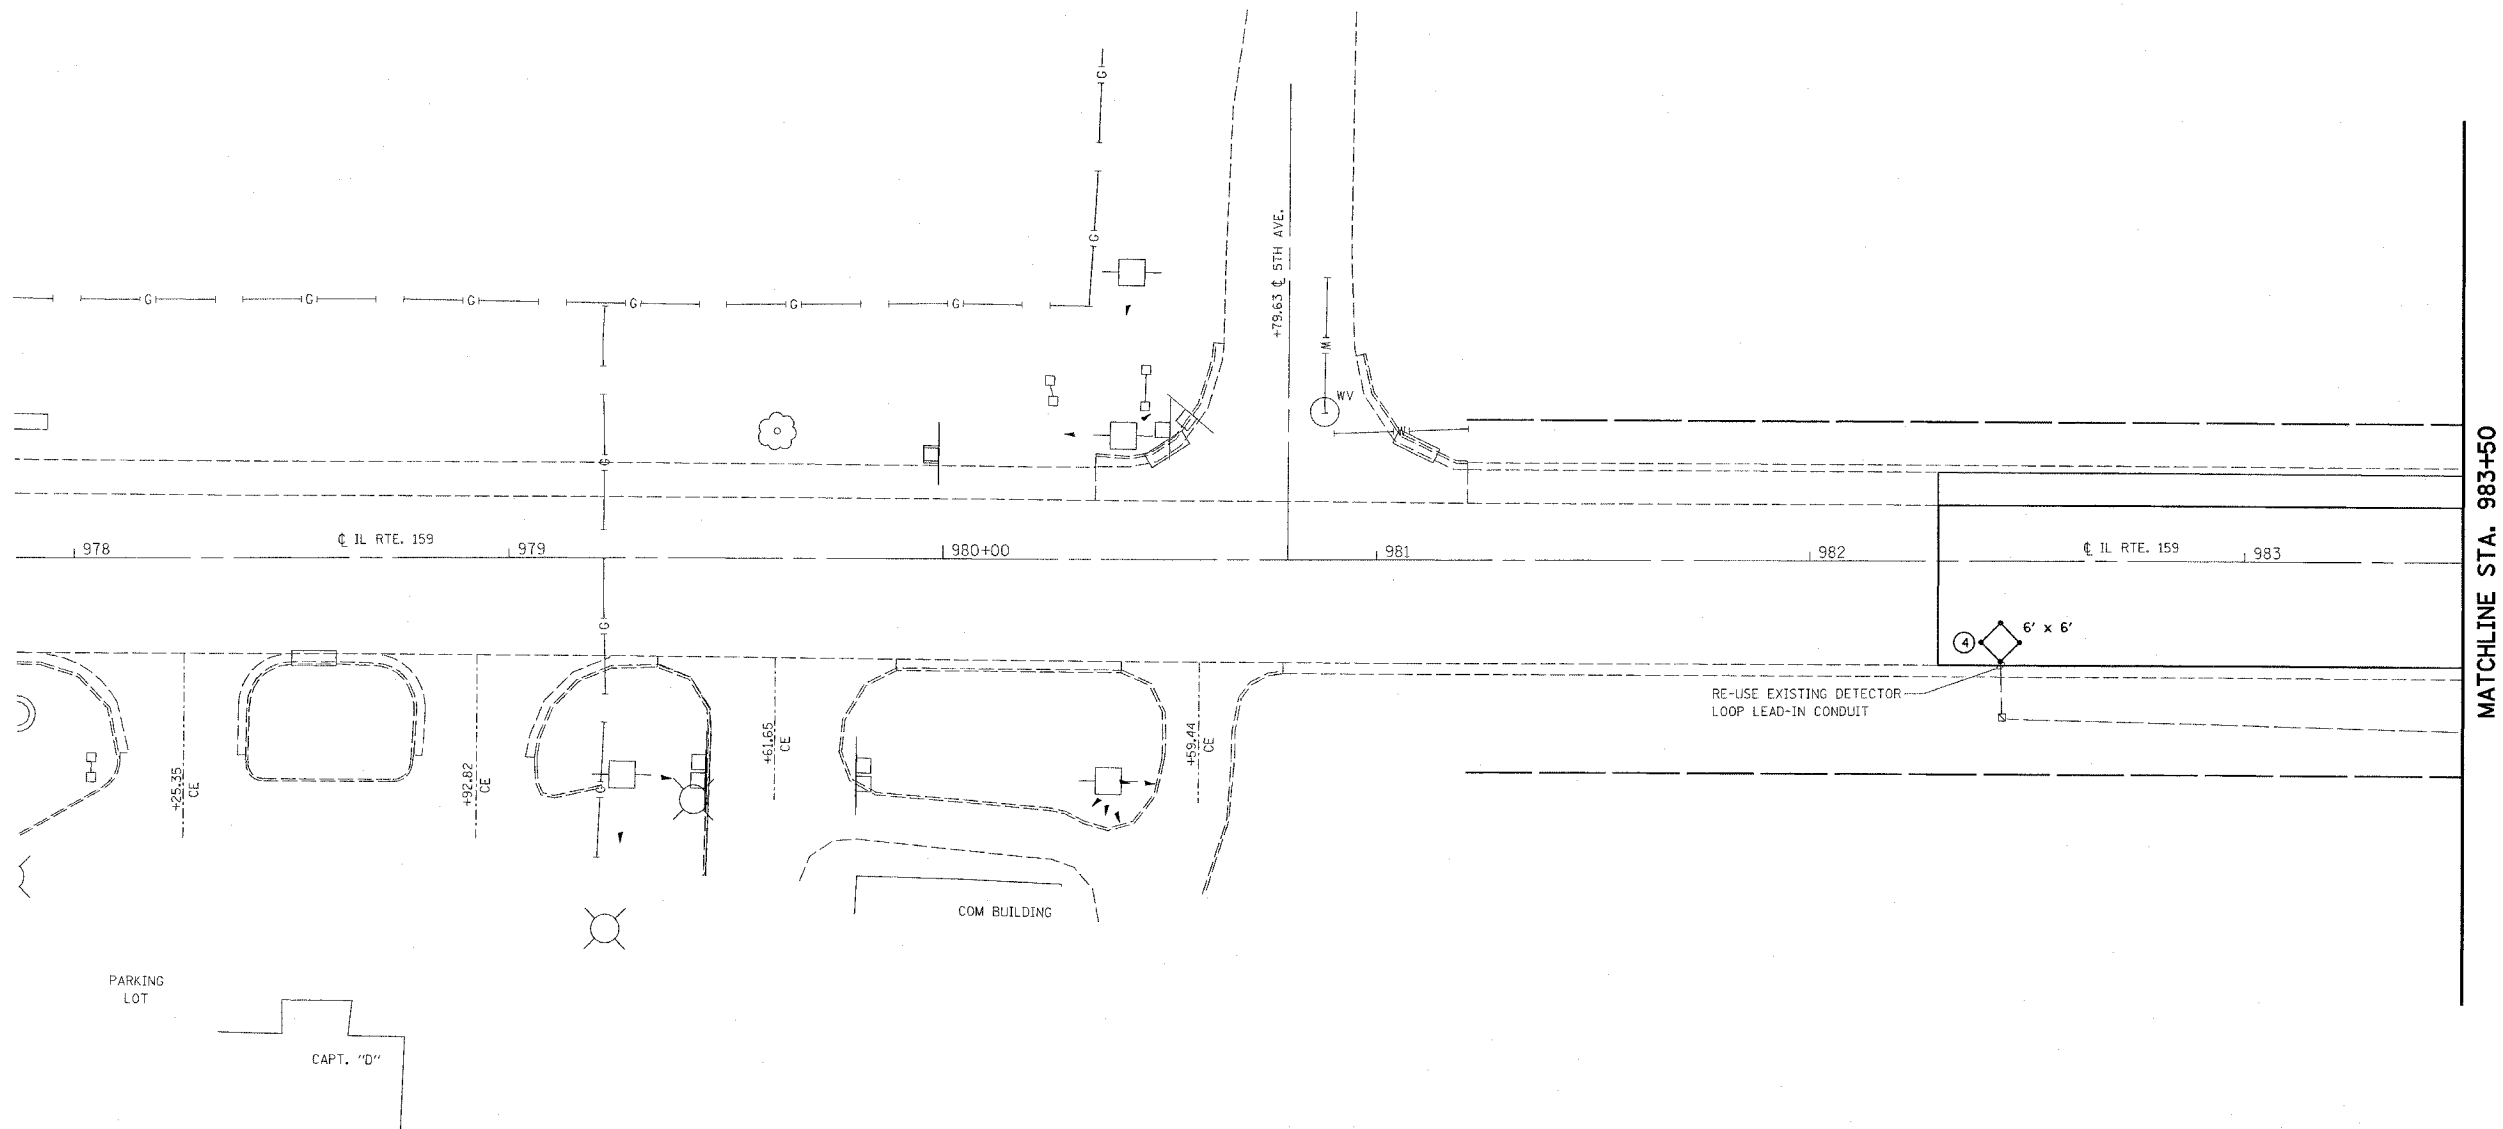 G
G
+79.63 ℄ 5TH AVE.
G G G G G G
W
WV
W
G
978
℄ IL RTE. 159
979
980+00
981
982
℄ IL RTE. 159
983
MATCHLINE STA. 983+50
G
4
6' x 6'
RE-USE EXISTING DETECTOR
LOOP LEAD-IN CONDUIT
+25.35
CE
+92.82
CE
G
+61.65
CE
+59.44
CE
COM BUILDING
PARKING
LOT
CAPT. "D"